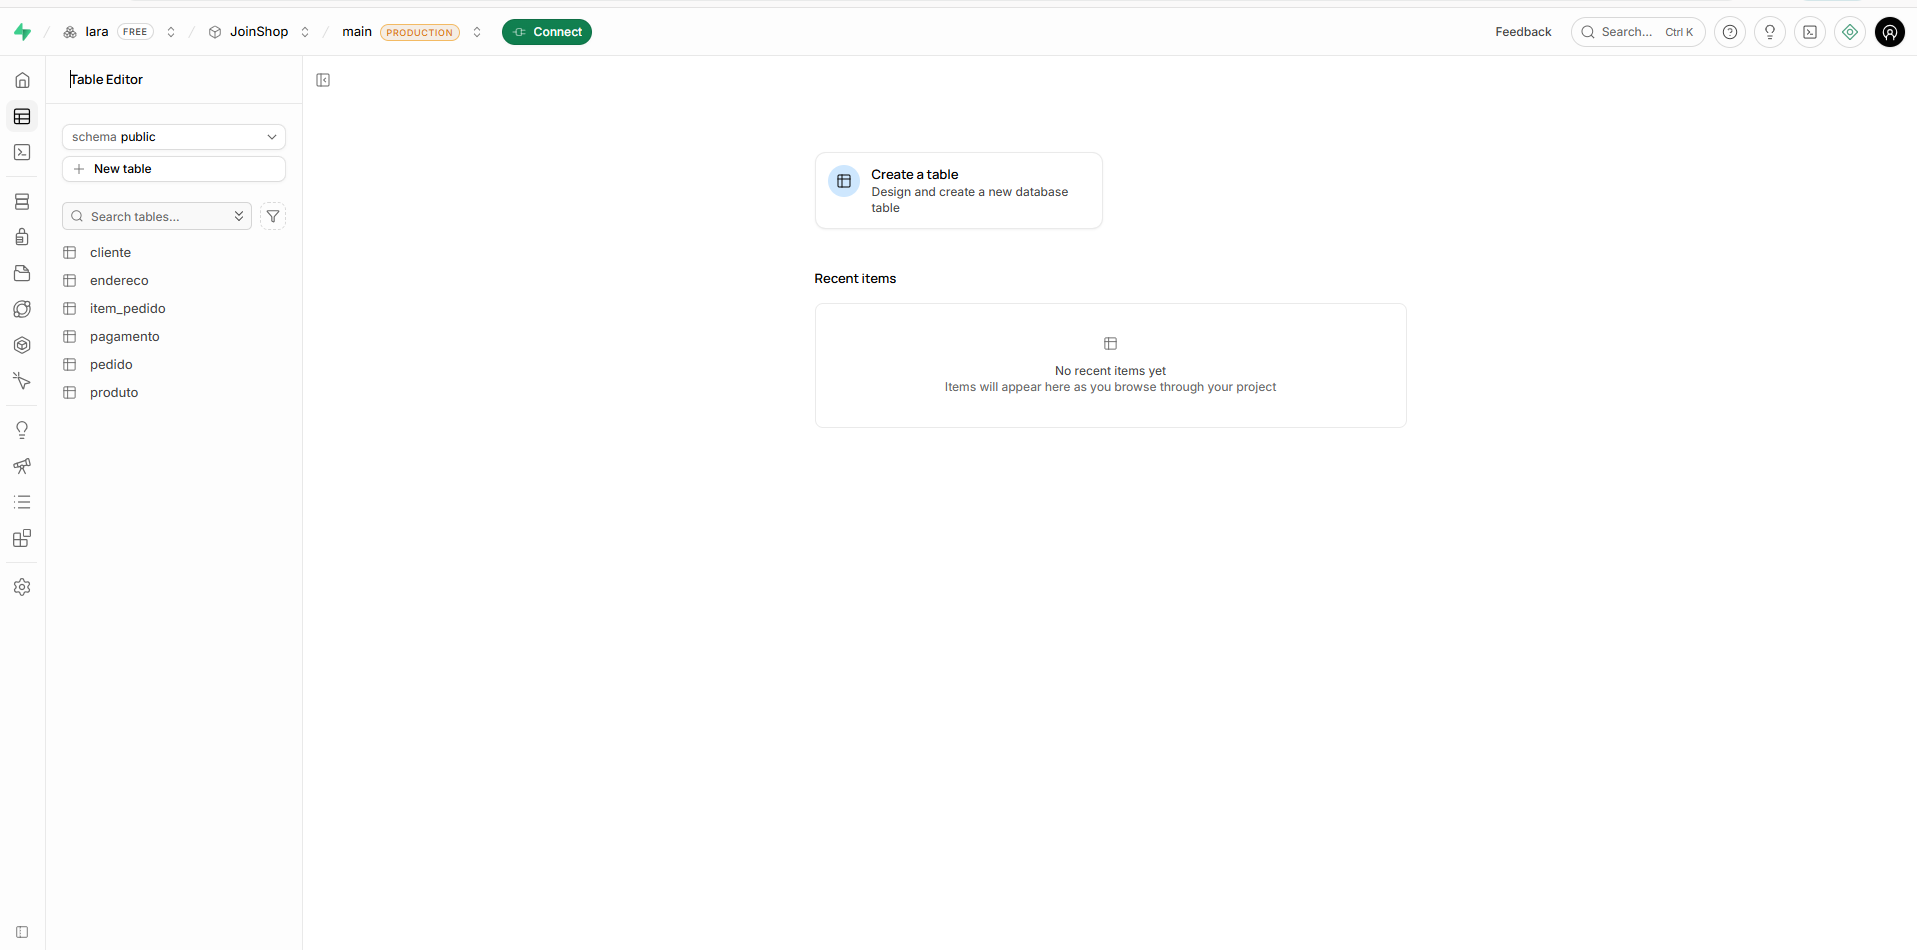 lara FREE JoinShop main PRODUCTION Connect Feedback Search... Ctrl K
Table Editor
schema public
New table
Search tables...
cliente
endereco
item_pedido
pagamento
pedido
produto
Create a table
Design and create a new database
table
Recent items
No recent items yet
Items will appear here as you browse through your project